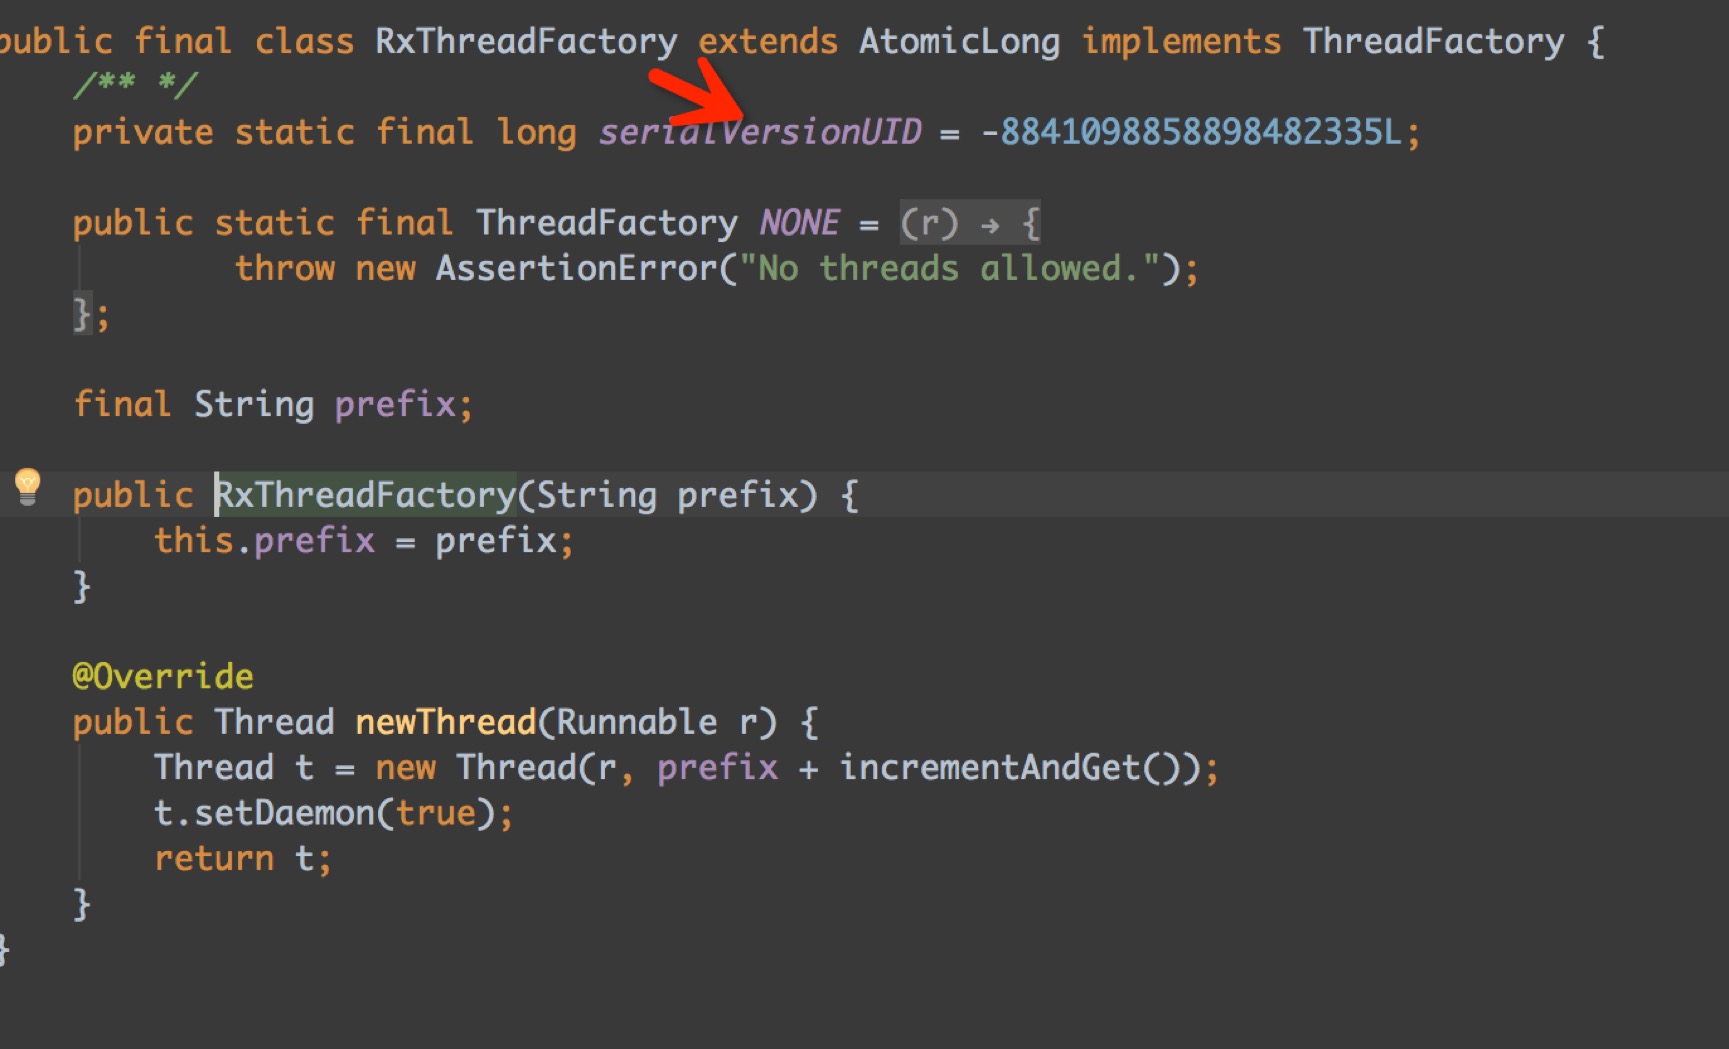 public final class RxThreadFactory extends AtomicLong implements ThreadFactory {
/** */
private static final long serialVersionUID = -8841098858898482335L;
public static final ThreadFactory NONE = (r) → {
throw new AssertionError("No threads allowed.");
};
final String prefix;
public RxThreadFactory(String prefix) {
this.prefix = prefix;
}
@Override
public Thread newThread(Runnable r) {
Thread t = new Thread(r, prefix + incrementAndGet());
t.setDaemon(true);
return t;
}
}